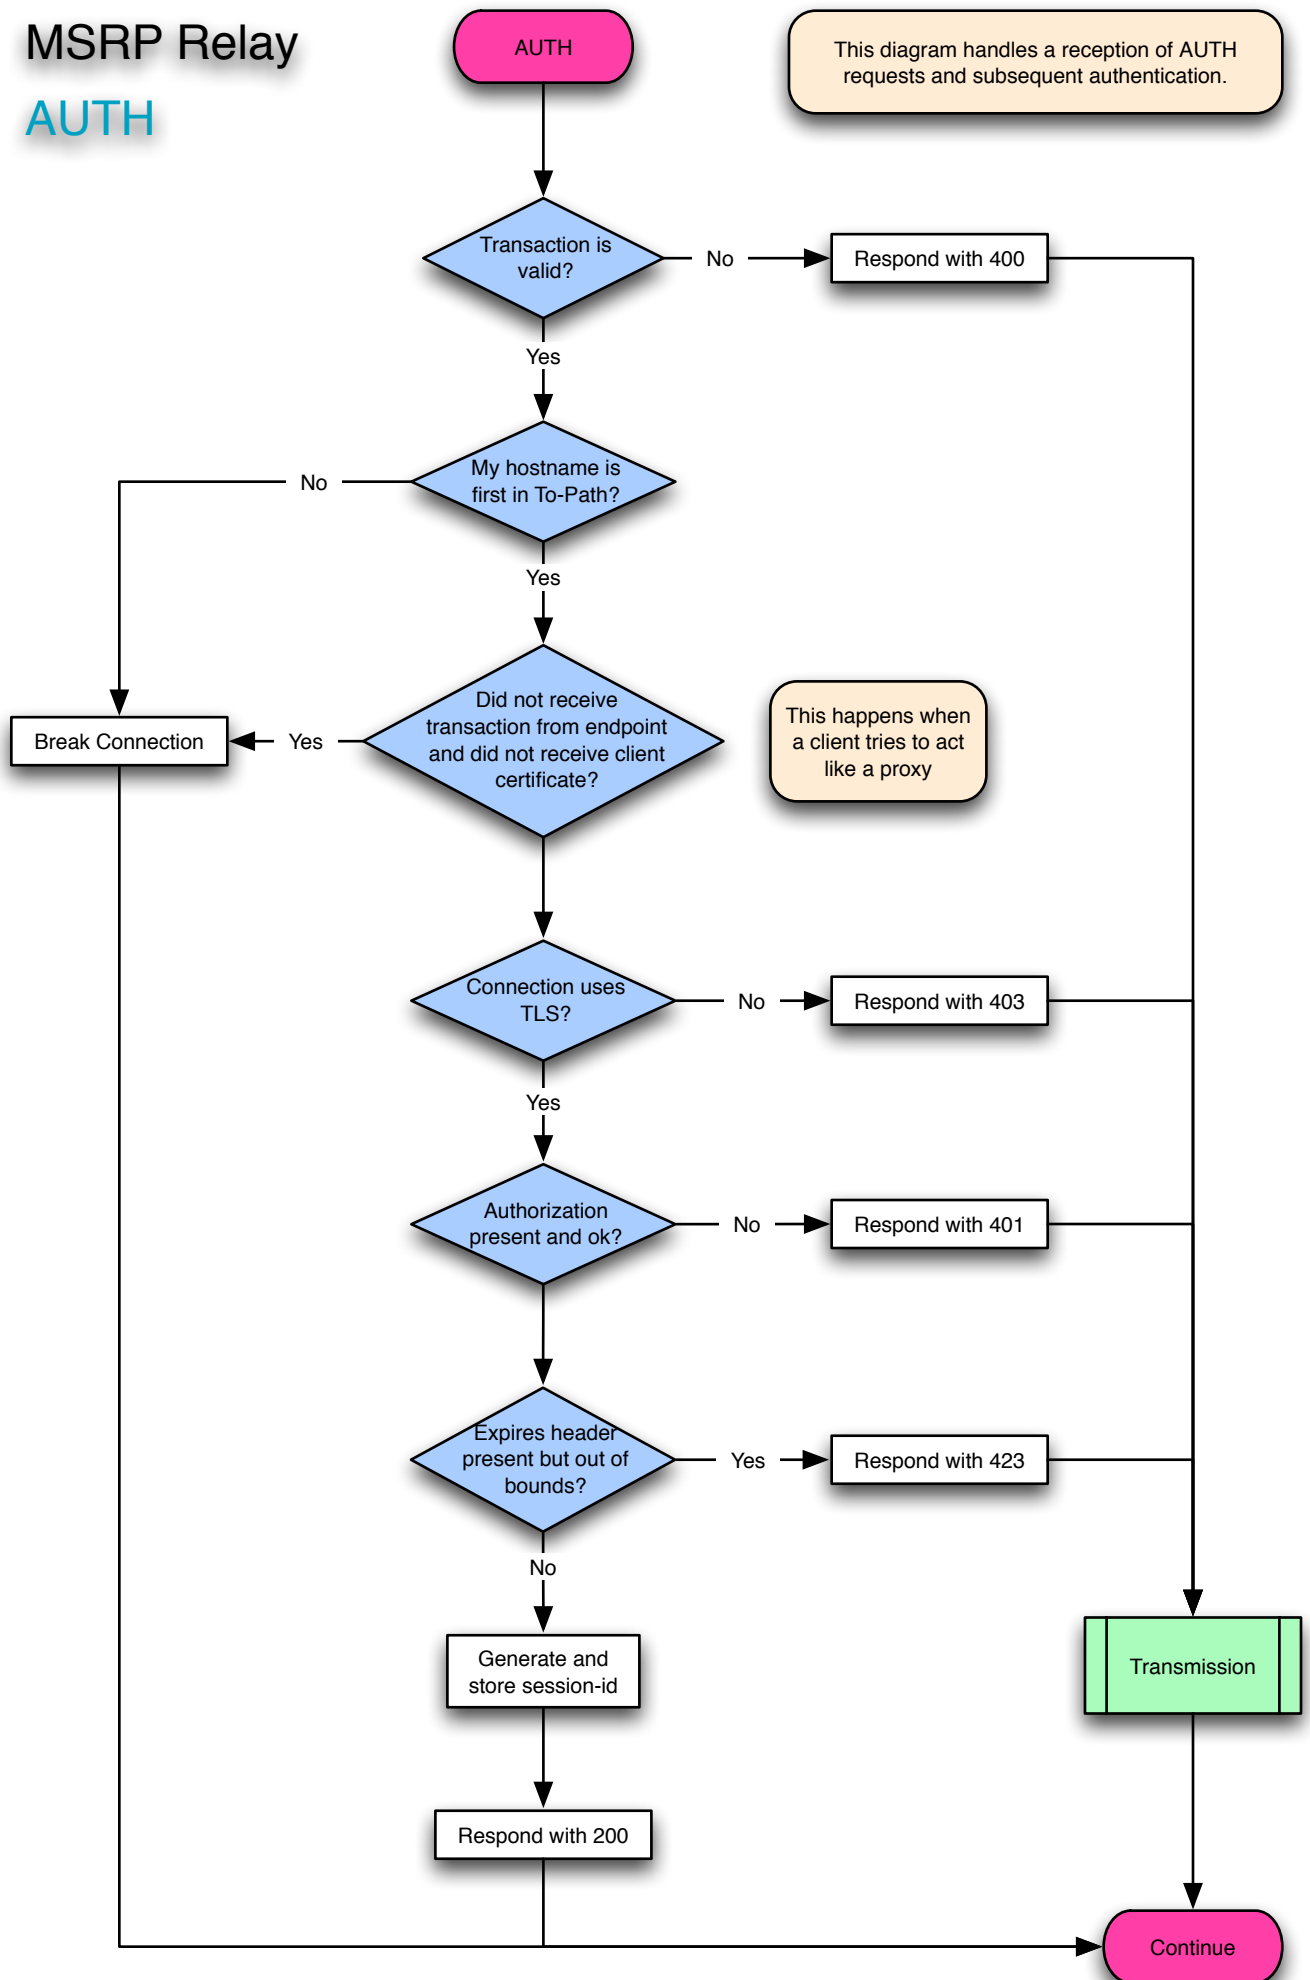 MSRP Relay
AUTH
AUTH
This diagram handles a reception of AUTH
requests and subsequent authentication.
Transaction is
valid?
No
Respond with 400
Yes
My hostname is
first in To-Path?
No
Yes
Did not receive
transaction from endpoint
and did not receive client
certificate?
Yes
Break Connection
This happens when
a client tries to act
like a proxy
Connection uses
TLS?
No
Respond with 403
Yes
Authorization
present and ok?
No
Respond with 401
Expires header
present but out of
bounds?
Yes
Respond with 423
No
Generate and
store session-id
Transmission
Respond with 200
Continue